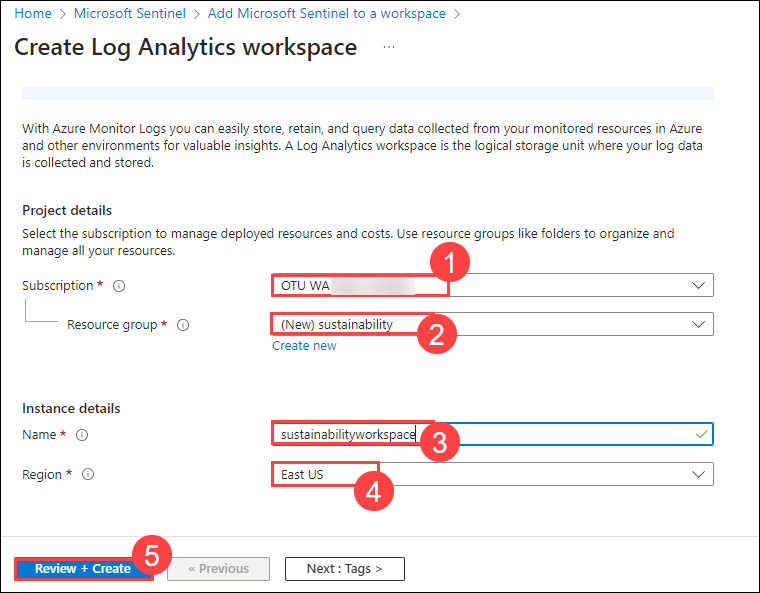 Home > Microsoft Sentinel > Add Microsoft Sentinel to a workspace >
Create Log Analytics workspace ...
With Azure Monitor Logs you can easily store, retain, and query data collected from your monitored resources in Azure
and other environments for valuable insights. A Log Analytics workspace is the logical storage unit where your log data
is collected and stored.
Project details
Select the subscription to manage deployed resources and costs. Use resource groups like folders to organize and
manage all your resources.
1
Subscription * OTU WA
Resource group * (New) sustainability 2
Create new
Instance details
Name * sustainabilityworkspace 3
Region * East US 4
5
Review + Create « Previous Next : Tags >